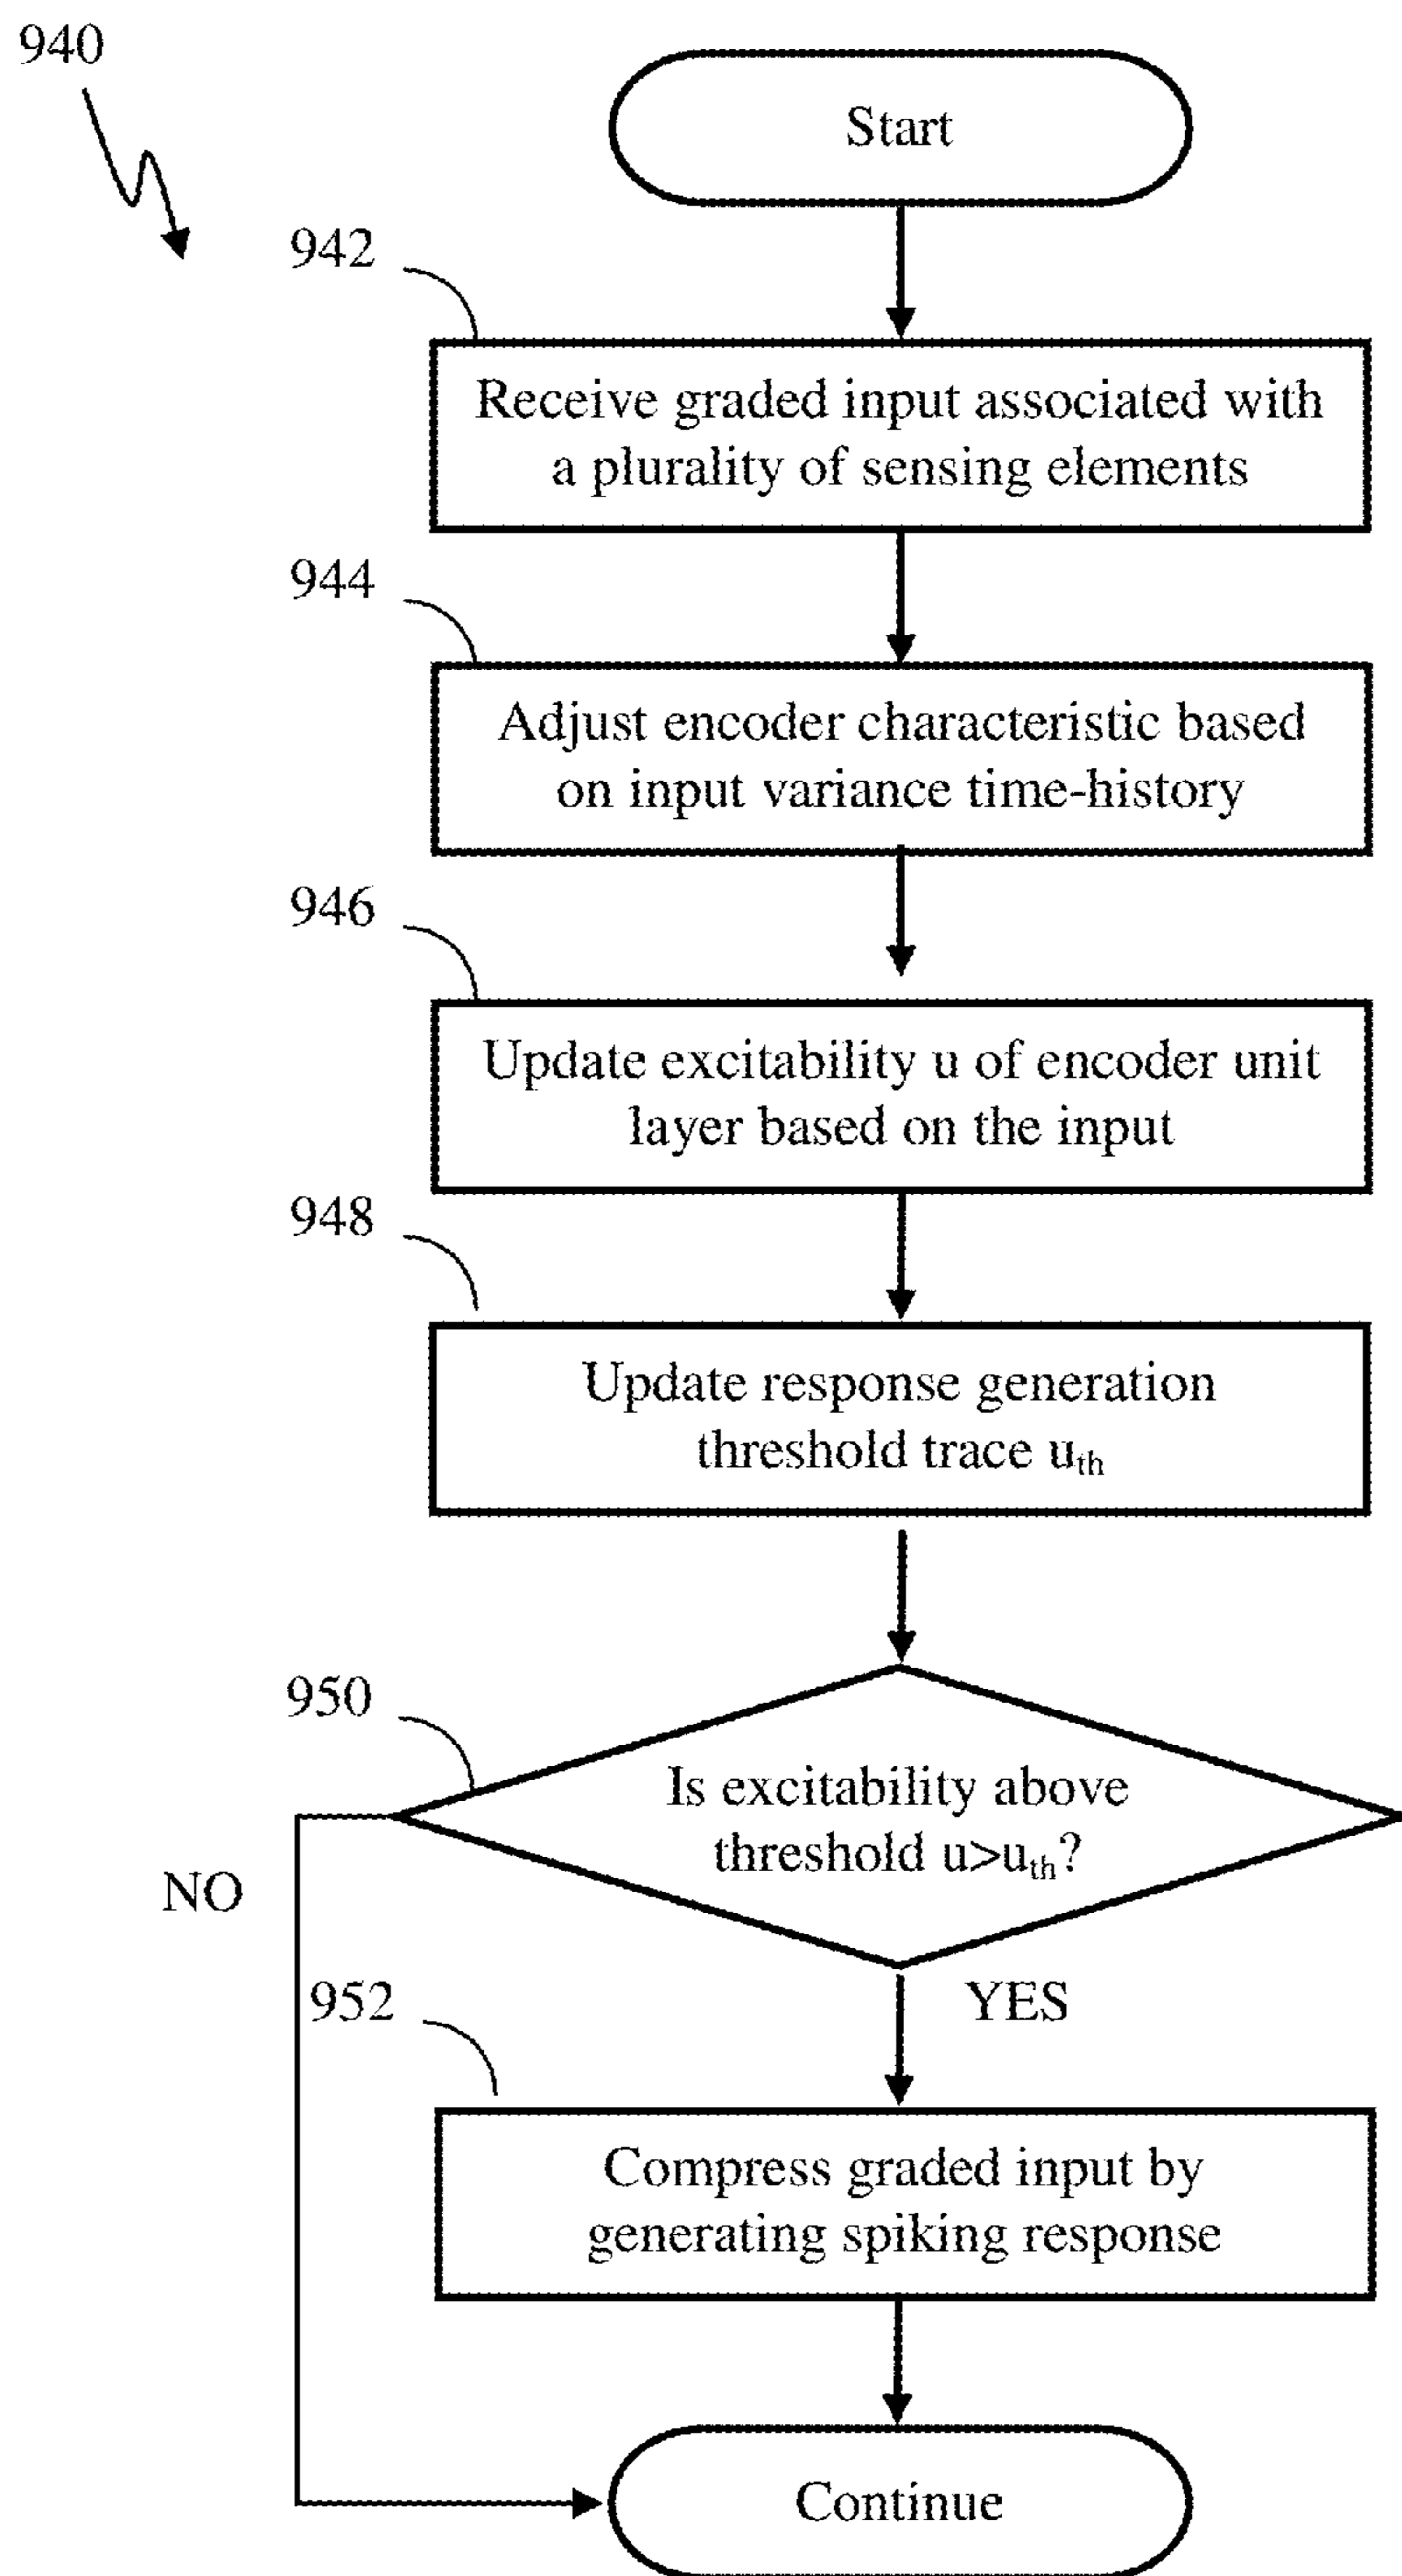 940
Start
942
Receive graded input associated with
a plurality of sensing elements
944
Adjust encoder characteristic based
on input variance time-history
946
Update excitability u of encoder unit
layer based on the input
948
Update response generation
threshold trace uth
950
Is excitability above
threshold u>uth?
NO
YES
952
Compress graded input by
generating spiking response
Continue